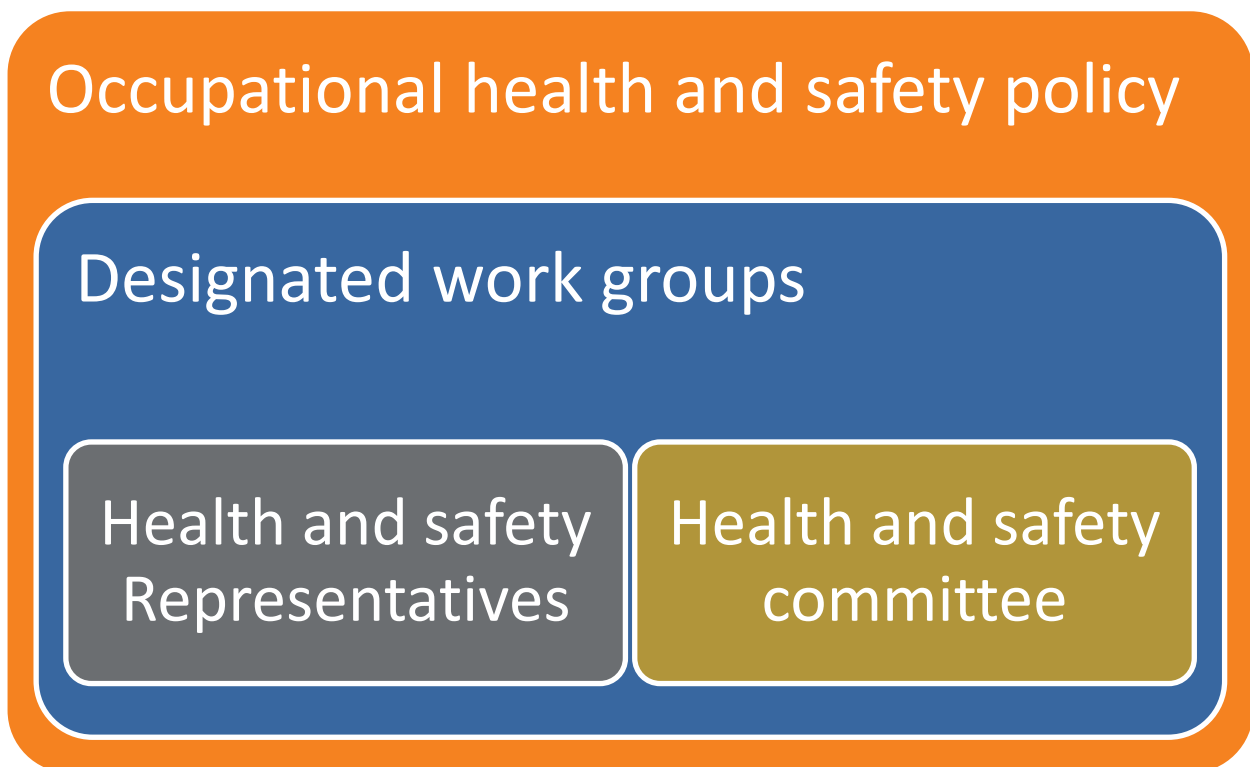 Occupational health and safety policy
Designated work groups
Health and safety
Representatives
Health and safety
committee